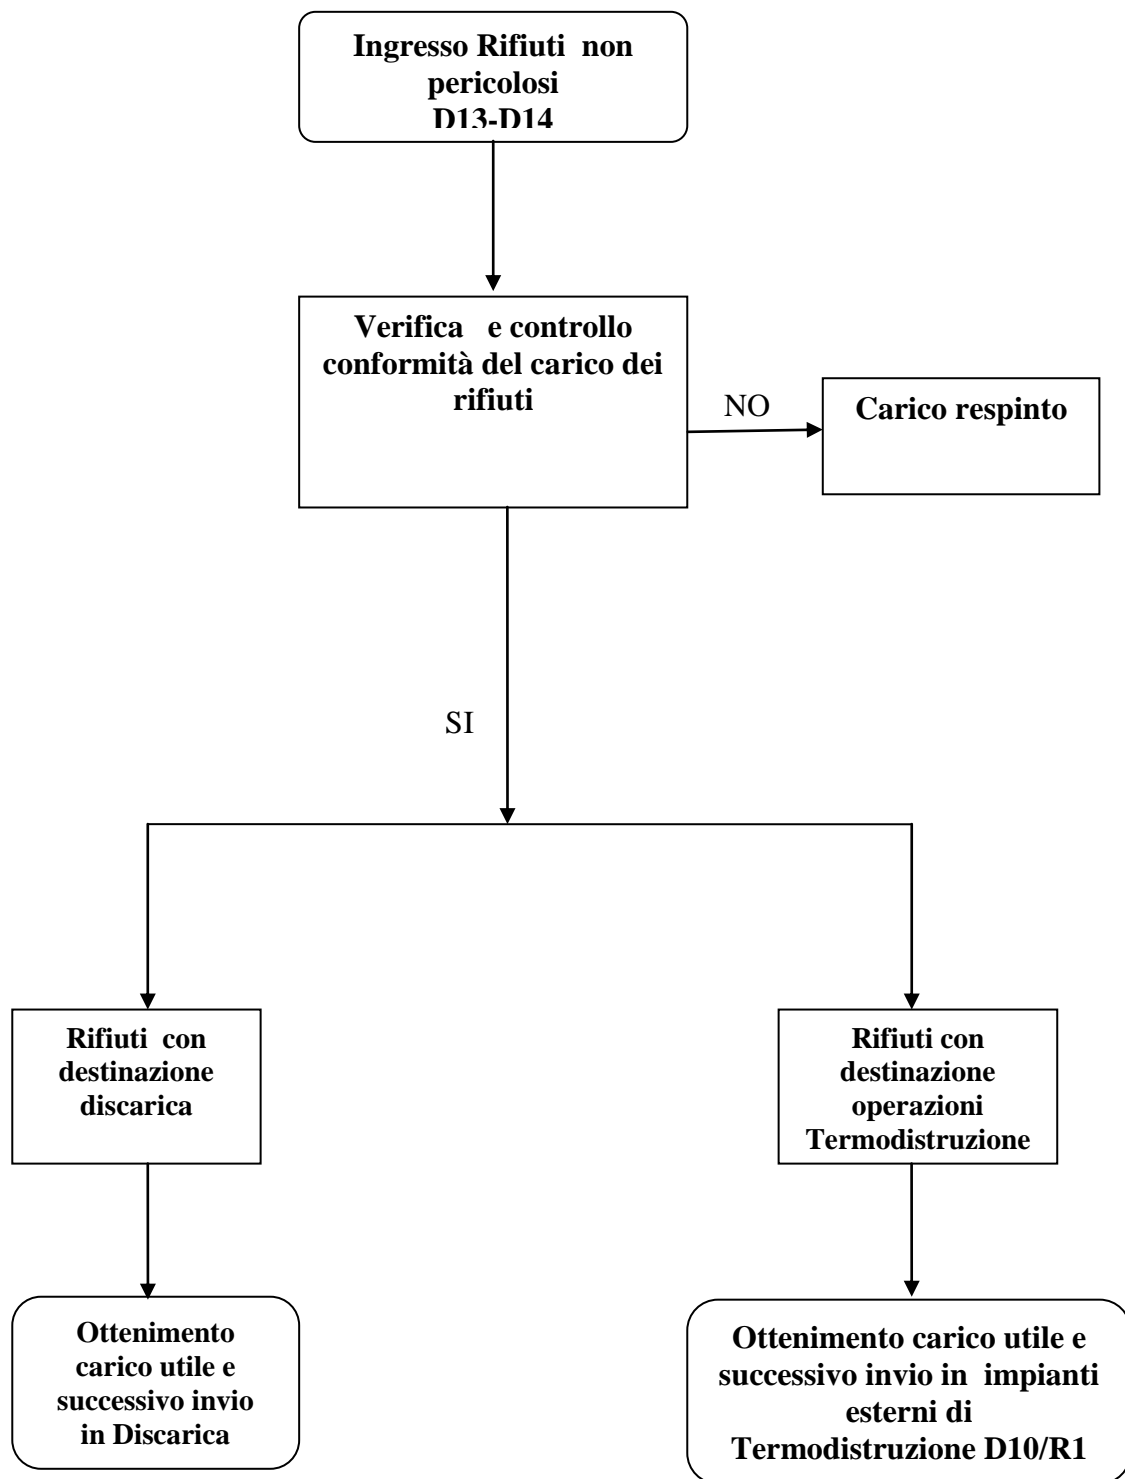 Ingresso Rifiuti non
pericolosi
D13-D14
Verifica e controllo
conformità del carico dei
rifiuti
NO
Carico respinto
SI
Rifiuti con
destinazione
discarica
Rifiuti con
destinazione
operazioni
Termodistruzione
Ottenimento
carico utile e
successivo invio
in Discarica
Ottenimento carico utile e
successivo invio in impianti
esterni di
Termodistruzione D10/R1